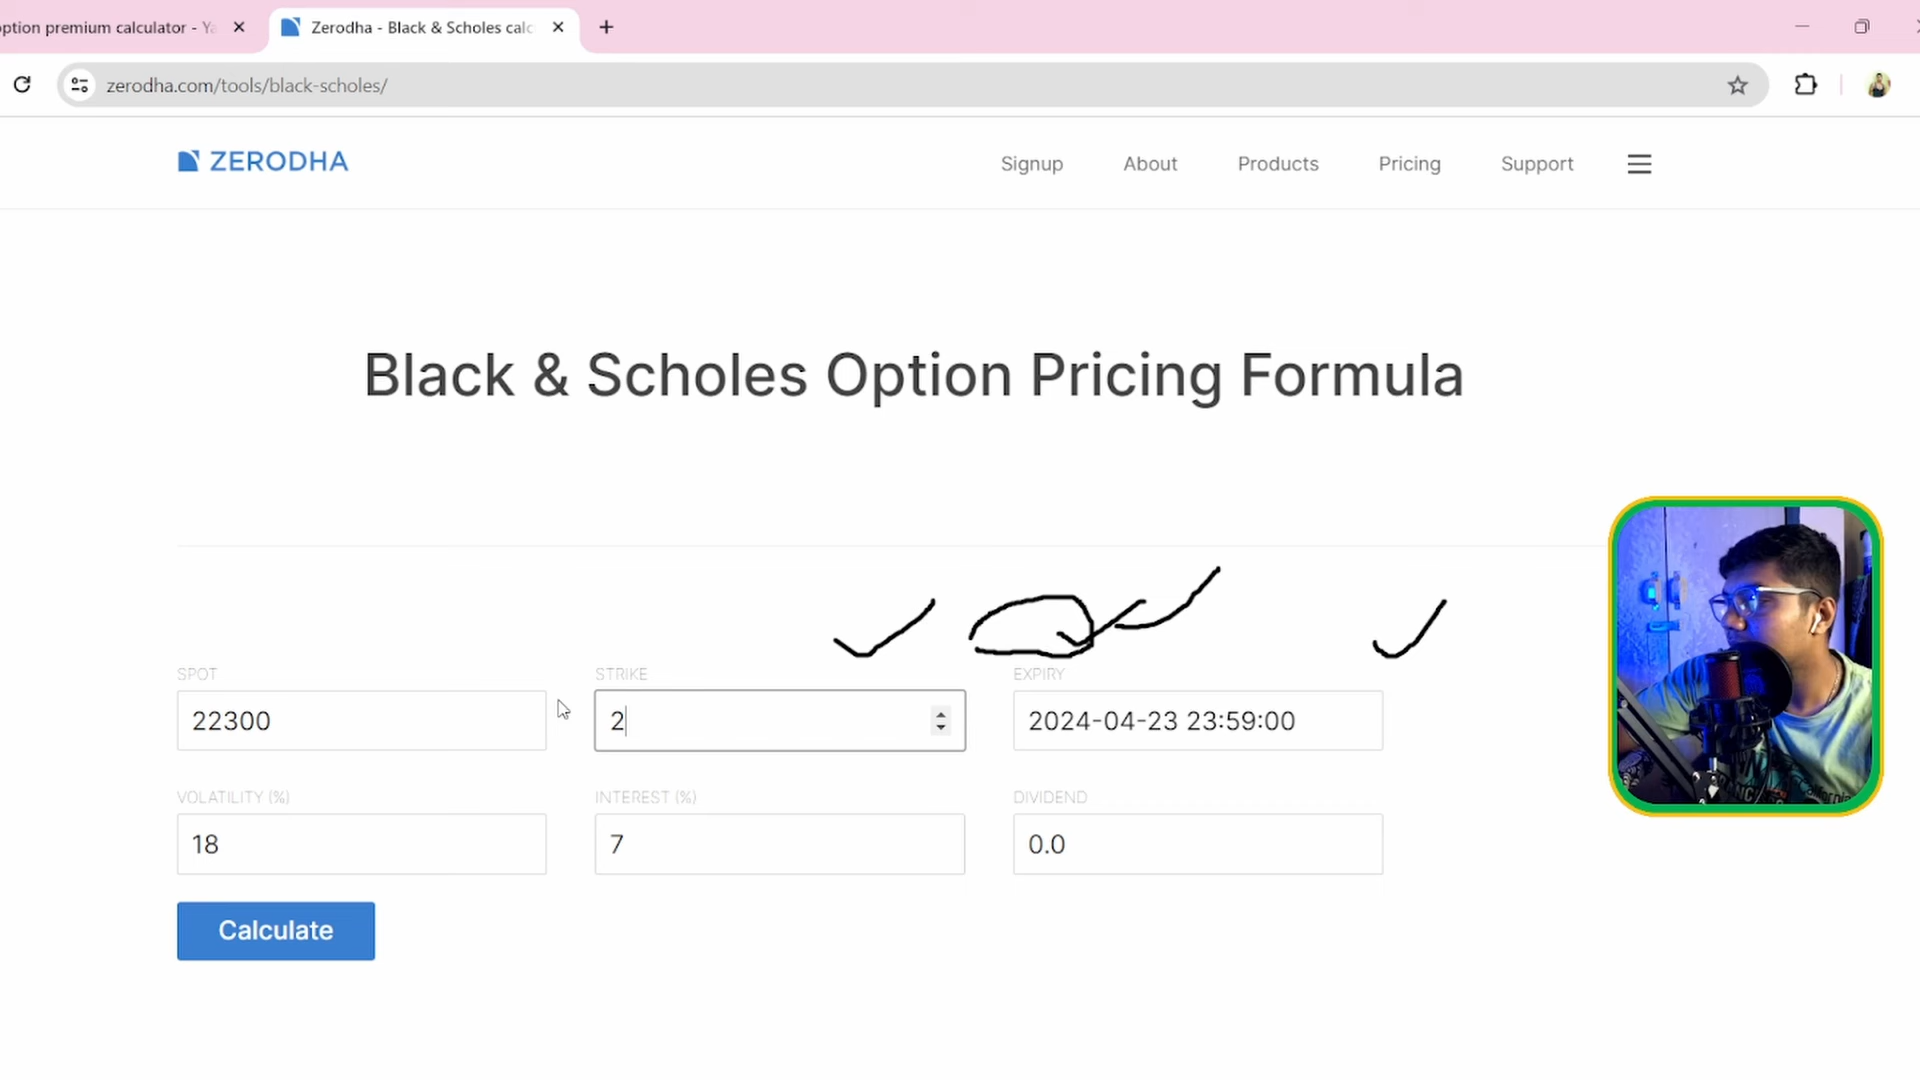 option premium calculator - Ya
Zerodha - Black & Scholes calc
zerodha.com/tools/black-scholes/
ZERODHA
Signup
About
Products
Pricing
Support
Black & Scholes Option Pricing Formula
SPOT
STRIKE
EXPIRY
22300
2
2024-04-23 23:59:00
VOLATILITY (%)
INTEREST (%)
DIVIDEND
18
7
0.0
Calculate